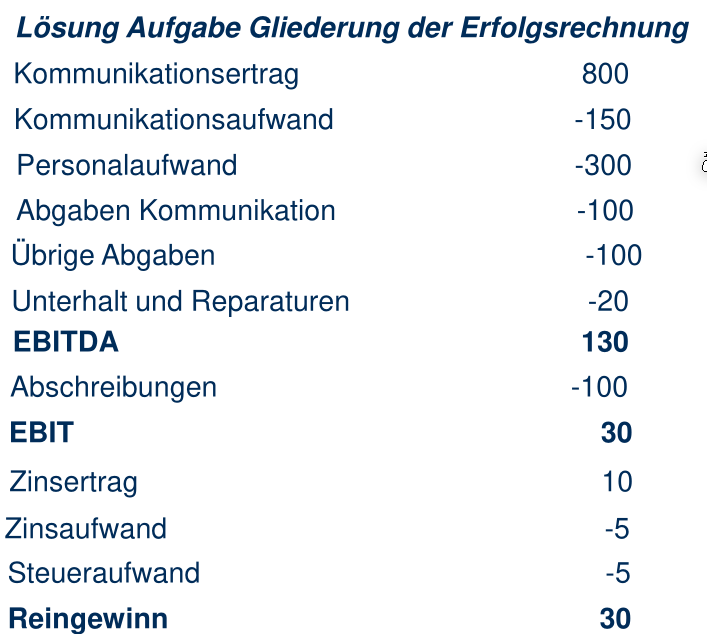 Lösung Aufgabe Gliederung der Erfolgsrechnung
Kommunikationsertrag 800
Kommunikationsaufwand -150
Personalaufwand -300
Abgaben Kommunikation -100
Übrige Abgaben -100
Unterhalt und Reparaturen -20
EBITDA 130
Abschreibungen -100
EBIT 30
Zinsertrag 10
Zinsaufwand -5
Steueraufwand -5
Reingewinn 30